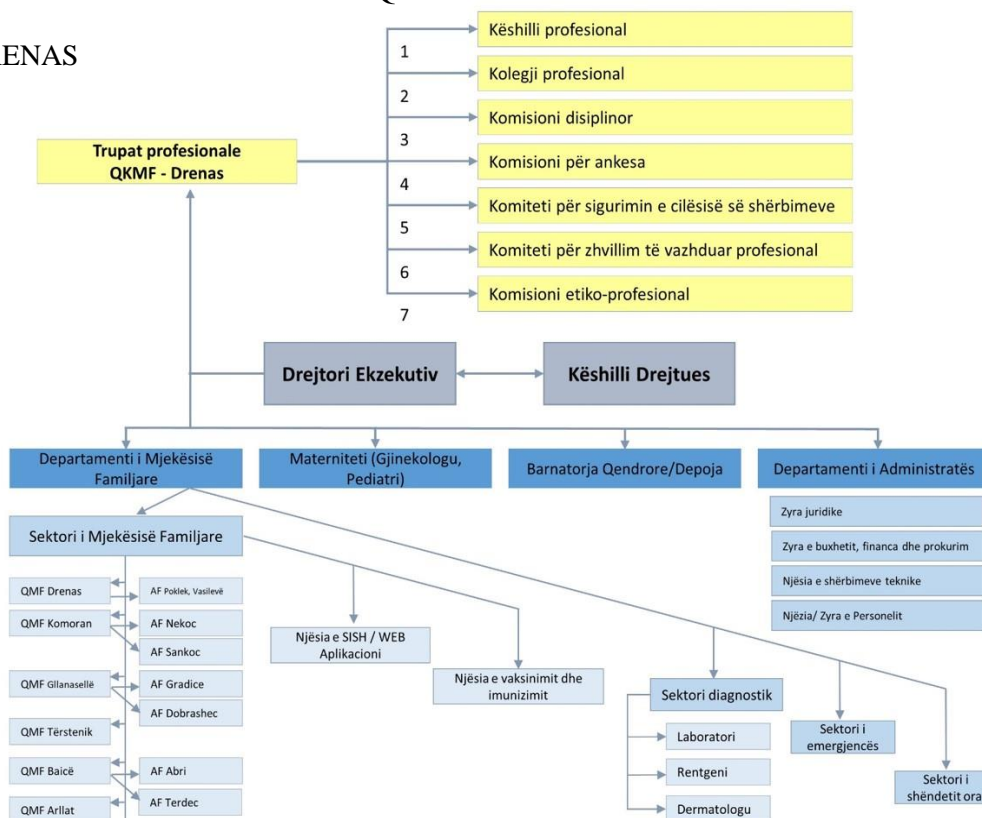 RENAS
Këshilli profesional
1
Kolegji profesional
2
Komisioni disiplinor
3
Trupat profesionale
QKMF - Drenas
Komisioni për ankesa
4
Komiteti për sigurimin e cilësisë së shërbimeve
5
Komiteti për zhvillim të vazhduar profesional
6
Komisioni etiko-profesional
7
Drejtori Ekzekutiv
Këshilli Drejtues
Departamenti i Mjekësisë
Familjare
Materniteti (Gjinekologu,
Pediatri)
Barnatorja Qendrore/Depoja
Departamenti i Administratës
Zyra juridike
Zyra e buxhetit, financa dhe prokurim
Njësia e shërbimeve teknike
Njëzia/ Zyra e Personelit
Sektori i Mjekësisë Familjare
QMF Drenas
AF Poklek, Vasilevë
QMF Komoran
AF Nekoc
AF Sankoc
QMF Gllanasellë
AF Gradice
AF Dobrashec
QMF Tërstenik
QMF Baicë
AF Abri
AF Terdec
QMF Arllat
Njësia e SISH / WEB
Aplikacioni
Njësia e vaksinimit dhe
imunizimit
Sektori diagnostik
Laboratori
Rentgeni
Dermatologu
Sektori i
emergjencës
Sektori i
shëndetit ora